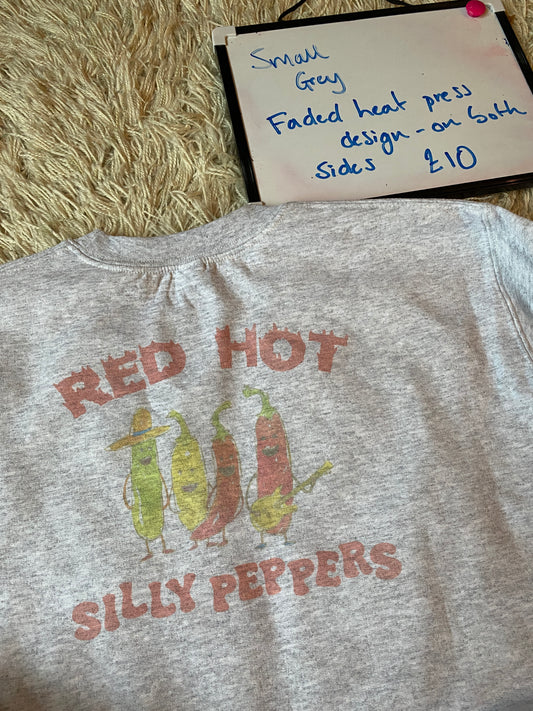 Small
Grey
Faded heat press
design - on both
sides £10
RED HOT
SILLY PEPPERS